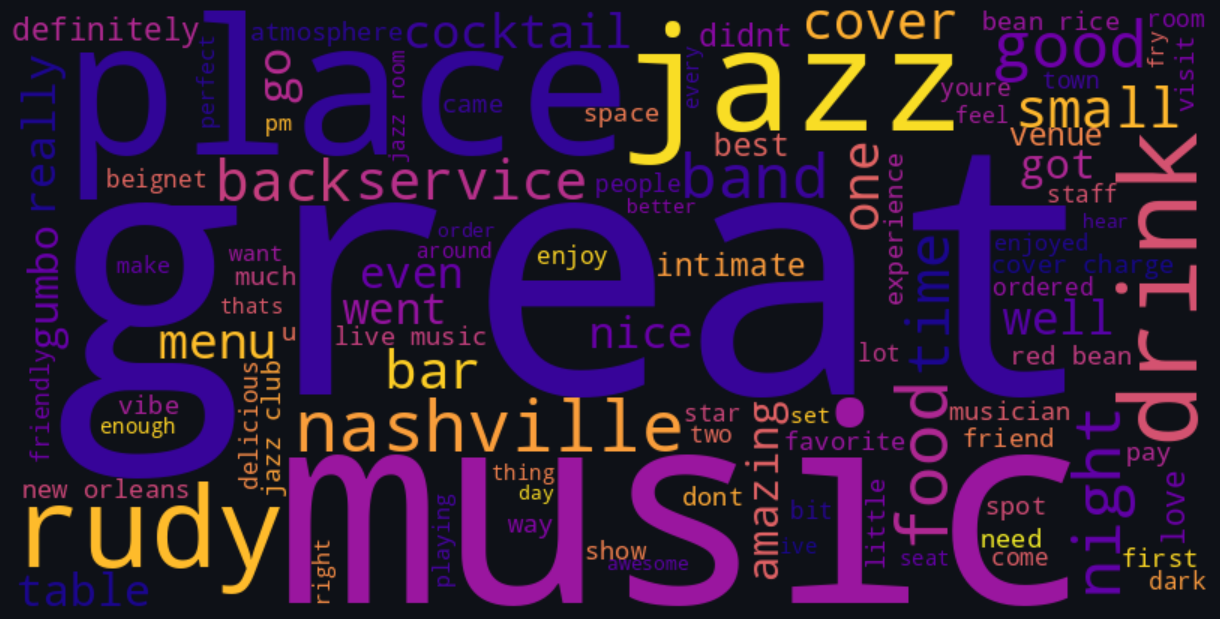 definitely
place
atmosphere
cocktail
jazz
didnt
cover
bean rice
room
good
fry
visit
really
perfect
go
jazz room
came
every
town
youre
pm
space
small
feel
venue
best
beignet
backservice
people
band
one
got
staff
drink
better
experience
great
hear
order
around
want
enjoy
enjoyed
gumbo
make
much
even
intimate
time
cover charge
ordered
thats
went
well
menu
u
live music
nice
lot
red bean
friendly
bar
delicious
jazz club
vibe
enough
nashville
star
two
amazing
set
favorite
food
musician
friend
night
pay
new orleans
music
thing
day
dont
love
rudy
playing
way
bit
little
spot
need
right
show
ive
seat
come
first
awesome
table
dark